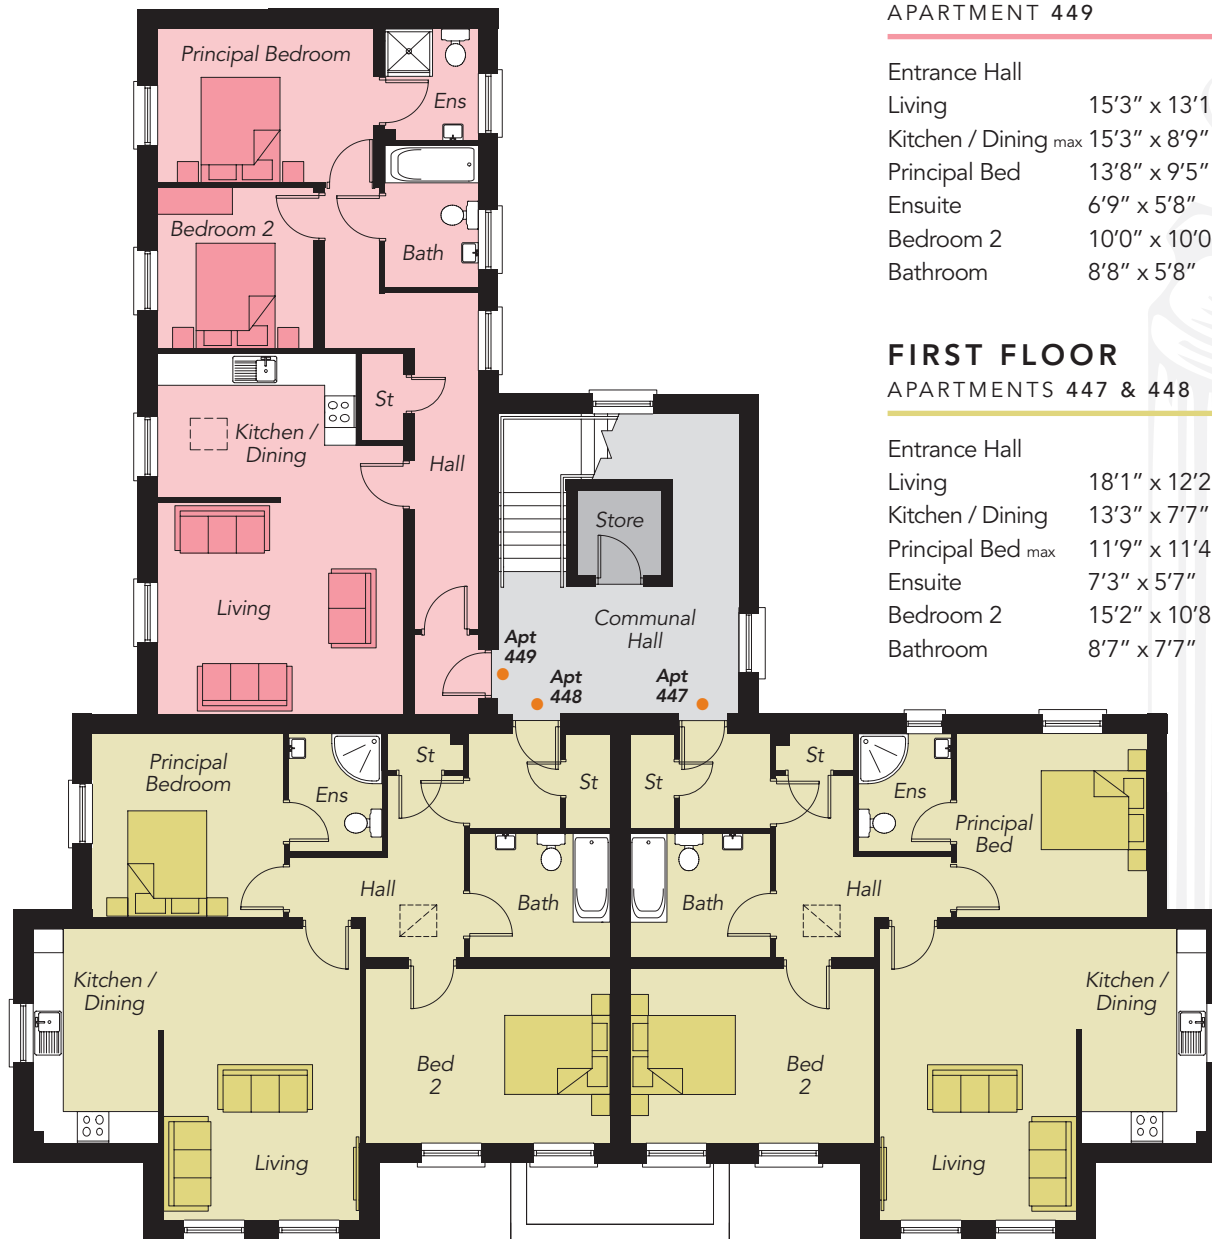 APARTMENT 449
Entrance Hall
Living 15'3" x 13'1
Kitchen / Dining max 15'3" x 8'9"
Principal Bed 13'8" x 9'5"
Ensuite 6'9" x 5'8"
Bedroom 2 10'0" x 10'0
Bathroom 8'8" x 5'8"
FIRST FLOOR
APARTMENTS 447 & 448
Entrance Hall
Living 18'1" x 12'2
Kitchen / Dining 13'3" x 7'7"
Principal Bed max 11'9" x 11'4
Ensuite 7'3" x 5'7"
Bedroom 2 15'2" x 10'8
Bathroom 8'7" x 7'7"
Principal Bedroom
Ens
Bedroom 2
Bath
St
Kitchen /
Dining
Hall
Living
Store
Communal
Hall
Apt
449
Apt
448
Apt
447
Principal
Bedroom
Ens
St
St
Hall
Bath
Kitchen /
Dining
Bed
2
Living
St
St
Ens
Principal
Bed
Bath
Hall
Kitchen /
Dining
Bed
2
Living